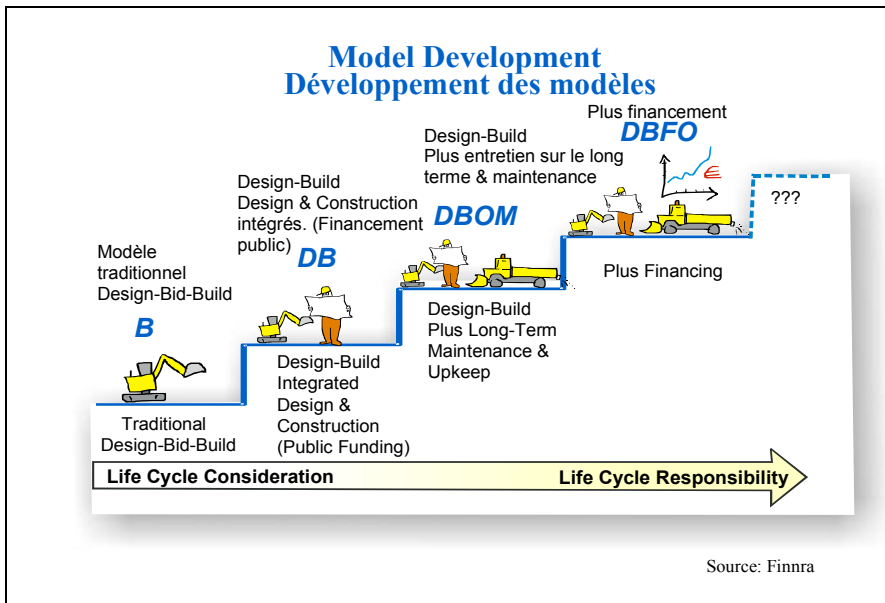 Model Development
Développement des modèles
Modèle
traditionnel
Design-Bid-Build
B
Traditional
Design-Bid-Build
Design-Build
Design & Construction
intégrés. (Financement
public)
DB
Design-Build
Integrated
Design &
Construction
(Public Funding)
Design-Build
Plus entretien sur le long
terme & maintenance
DBOM
Design-Build
Plus Long-Term
Maintenance &
Upkeep
Plus financement
DBFO
€
Plus Financing
???
Life Cycle Consideration
Life Cycle Responsibility
Source: Finnra